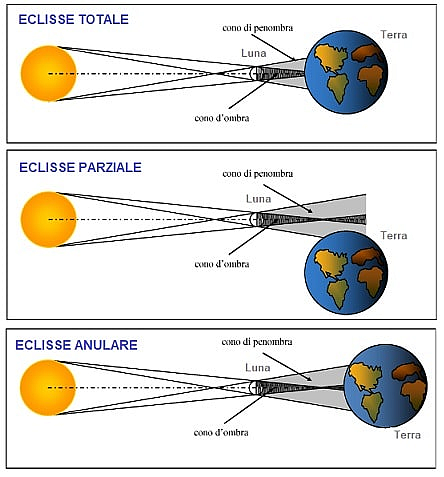 ECLISSE TOTALE
cono di penombra
Terra
Luna
cono d'ombra
ECLISSE PARZIALE
cono di penombra
Luna
Terra
cono d'ombra
ECLISSE ANULARE
cono di penombra
Luna
cono d'ombra
Terra